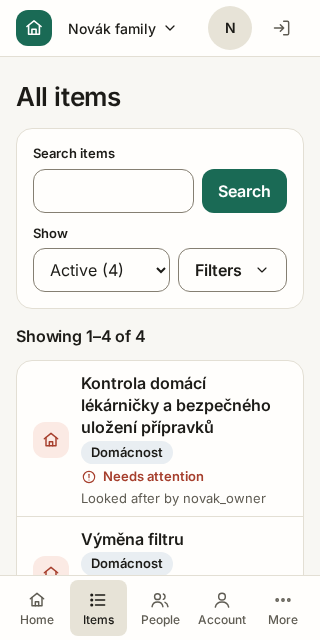 Novák family
N
All items
Search items
Search
Show
Active (4)
Filters
Showing 1–4 of 4
Kontrola domácí
lékárničky a bezpečného
uložení přípravků
Domácnost
Needs attention
Looked after by novak_owner
Výměna filtru
Domácnost
Home
Items
People
Account
More